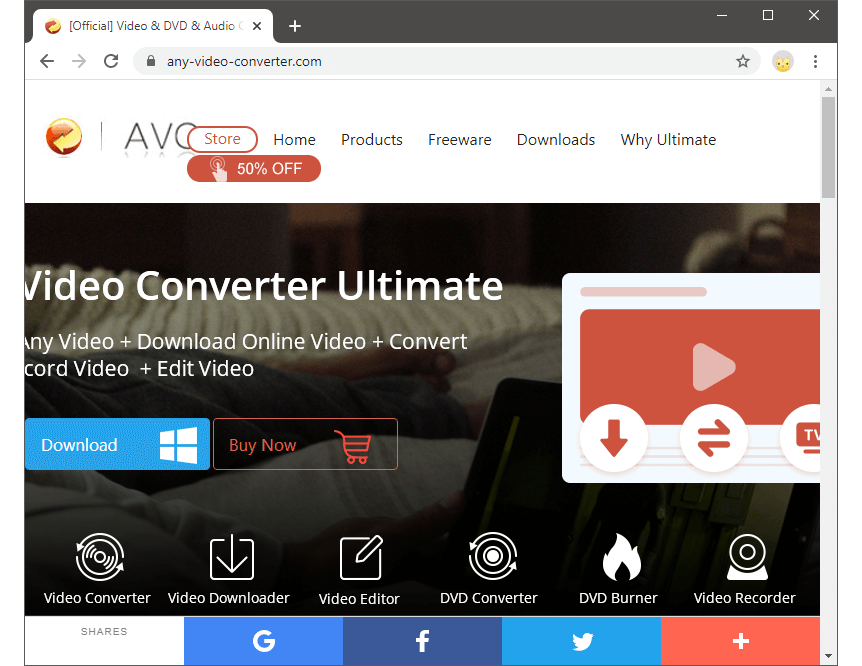 [Official] Video & DVD & Audio
any-video-converter.com
AVC
Store
Home
Products
Freeware
Downloads
Why Ultimate
50% OFF
Video Converter Ultimate
Any Video + Download Online Video + Convert
cord Video + Edit Video
TV
Download
Buy Now
Video Converter
Video Downloader
Video Editor
DVD Converter
DVD Burner
Video Recorder
SHARES
G
f